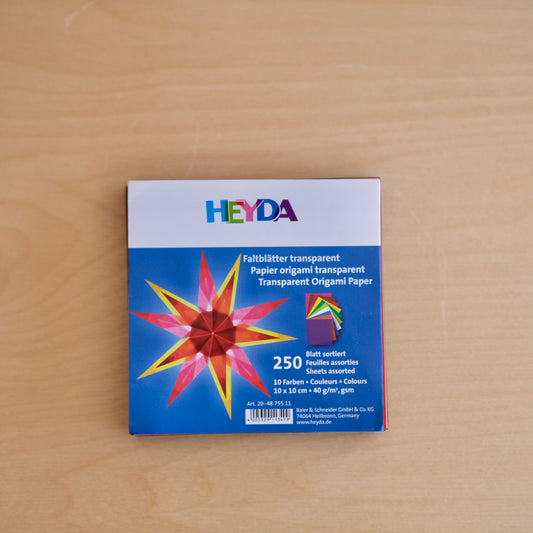 HEYDA
Faltblätter transparent
Papier origami transparent
Transparent Origami Paper
250
Blatt sortiert
Feuilles assorties
Sheets assorted
10 Farben • Couleurs • Colours
10 x 10 cm • 40 g/m², gsm
Art. 20-48 755 11
Baier & Schneider GmbH & Co. KG
74064 Heilbronn, Germany
www.heyda.de